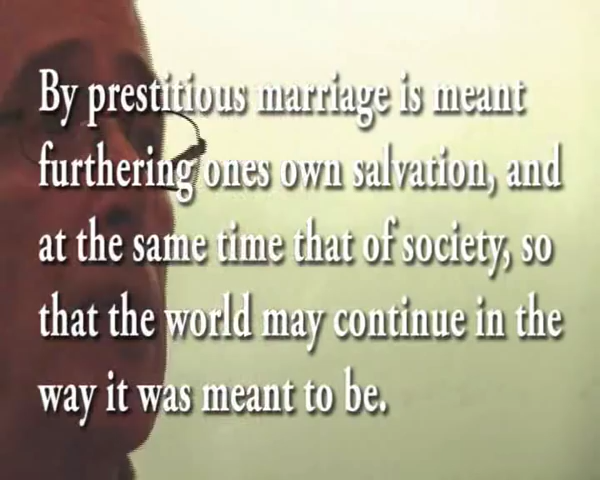 By prestitious marriage is meant
furthering ones own salvation, and
at the same time that of society, so
that the world may continue in the
way it was meant to be.